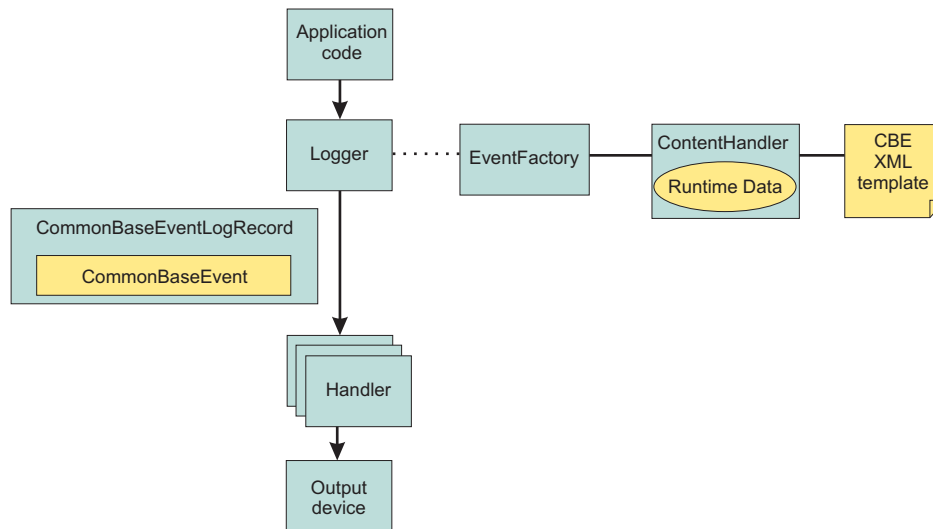 Application
code
Logger
EventFactory
ContentHandler
Runtime Data
CBE
XML
template
CommonBaseEventLogRecord
CommonBaseEvent
Handler
Output
device